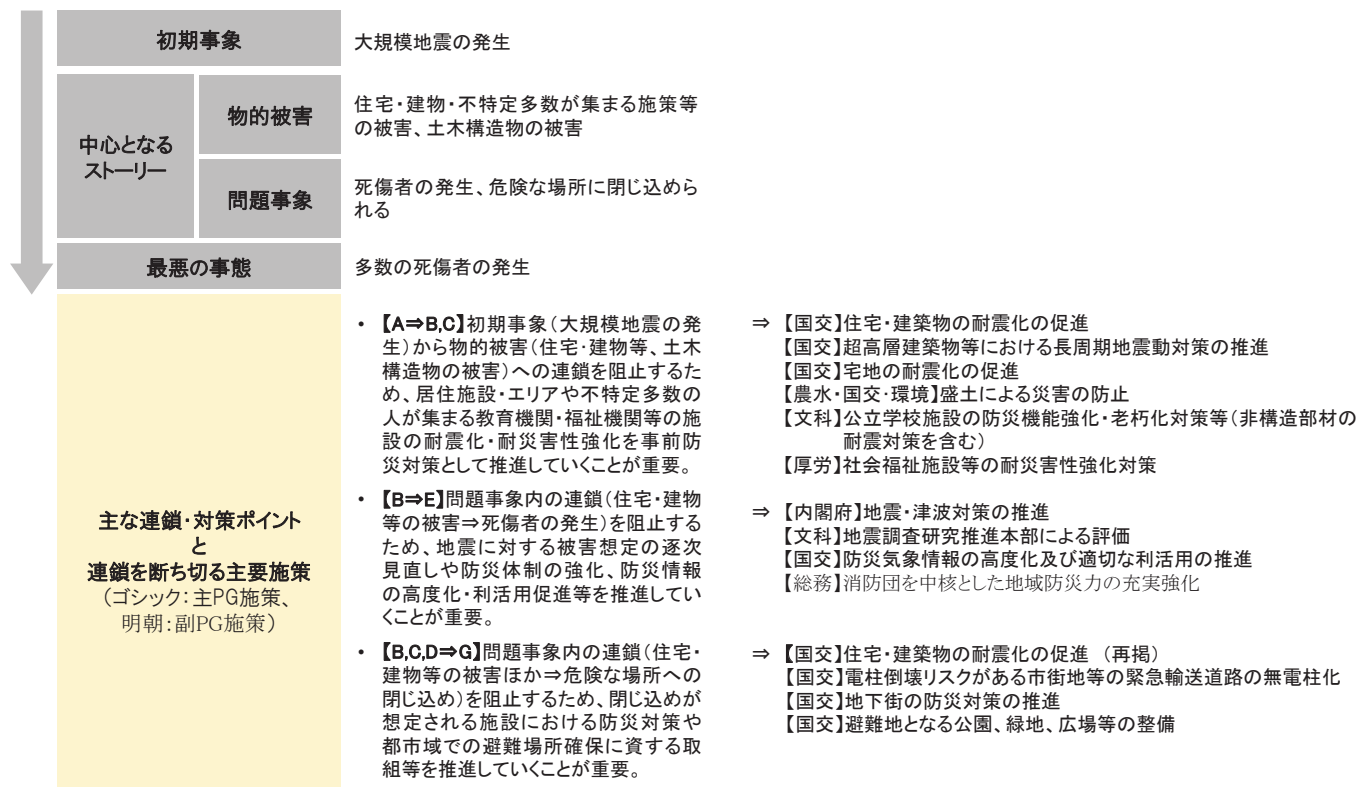 初期事象
大規模地震の発生
中心となる
ストーリー
物的被害
住宅・建物・不特定多数が集まる施策等
の被害、土木構造物の被害
問題事象
死傷者の発生、危険な場所に閉じ込めら
れる
最悪の事態
多数の死傷者の発生
主な連鎖・対策ポイント
と
連鎖を断ち切る主要施策
（ゴシック：主PG施策、
明朝：副PG施策）
・ 【A⇒B,C】初期事象（大規模地震の発
生）から物的被害（住宅・建物等、土木
構造物の被害）への連鎖を阻止するた
め、居住施設・エリアや不特定多数の
人が集まる教育機関・福祉機関等の施
設の耐震化・耐災害性強化を事前防
災対策として推進していくことが重要。
⇒ 【国交】住宅・建築物の耐震化の促進
【国交】超高層建築物等における長周期地震動対策の推進
【国交】宅地の耐震化の促進
【農水・国交・環境】盛土による災害の防止
【文科】公立学校施設の防災機能強化・老朽化対策等（非構造部材の
耐震対策を含む）
【厚労】社会福祉施設等の耐災害性強化対策
・ 【B⇒E】問題事象内の連鎖（住宅・建物
等の被害⇒死傷者の発生）を阻止する
ため、地震に対する被害想定の逐次
見直しや防災体制の強化、防災情報
の高度化・利活用促進等を推進してい
くことが重要。
⇒ 【内閣府】地震・津波対策の推進
【文科】地震調査研究推進本部による評価
【国交】防災気象情報の高度化及び適切な利活用の推進
【総務】消防団を中核とした地域防災力の充実強化
・ 【B,C,D⇒G】問題事象内の連鎖（住宅・
建物等の被害ほか⇒危険な場所への
閉じ込め）を阻止するため、閉じ込めが
想定される施設における防災対策や
都市域での避難場所確保に資する取
組等を推進していくことが重要。
⇒ 【国交】住宅・建築物の耐震化の促進 （再掲）
【国交】電柱倒壊リスクがある市街地等の緊急輸送道路の無電柱化
【国交】地下街の防災対策の推進
【国交】避難地となる公園、緑地、広場等の整備